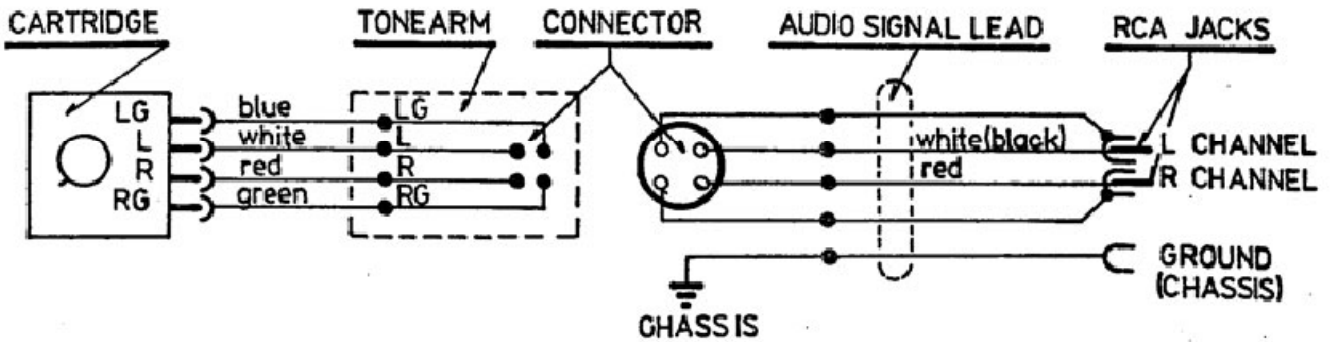 CARTRIDGE
TONEARM
CONNECTOR
AUDIO SIGNAL LEAD
RCA JACKS
LG
blue
LG
L
white
L
white(black)
L CHANNEL
R
red
R
red
R CHANNEL
RG
green
RG
GROUND
(CHASSIS)
CHASSIS